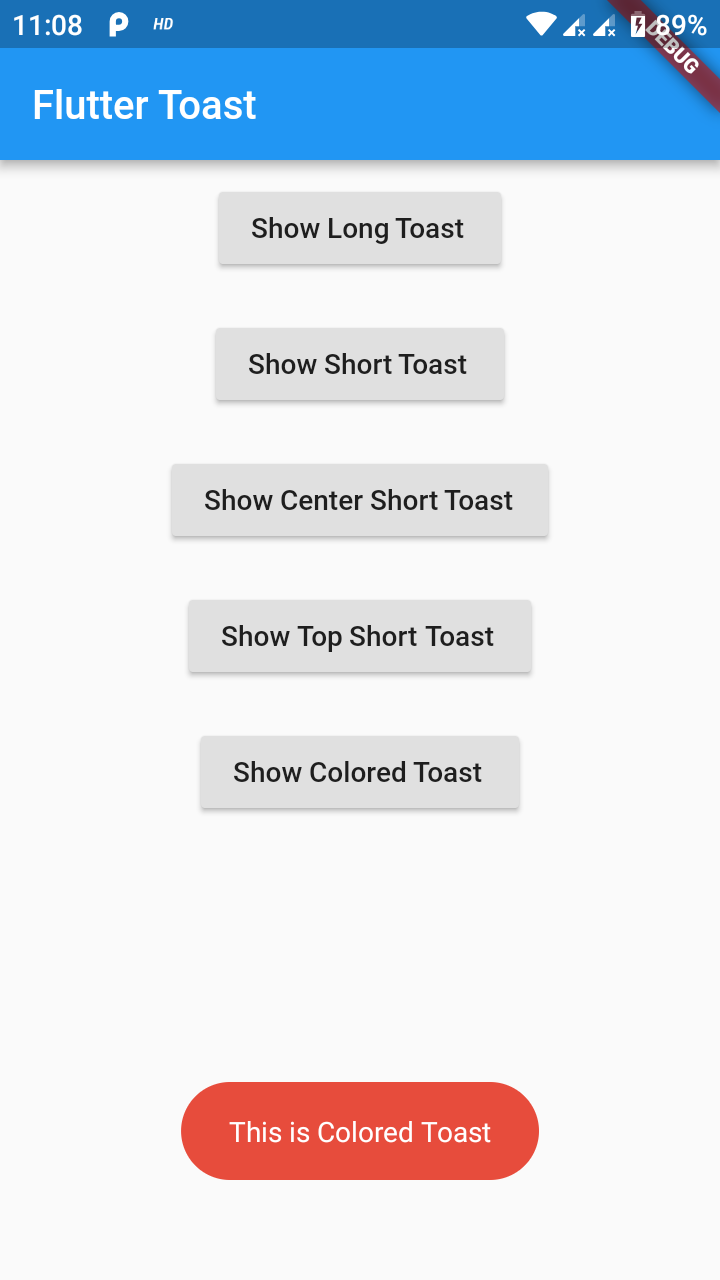 11:08 P HD 89%
DEBUG
Flutter Toast
Show Long Toast
Show Short Toast
Show Center Short Toast
Show Top Short Toast
Show Colored Toast
This is Colored Toast